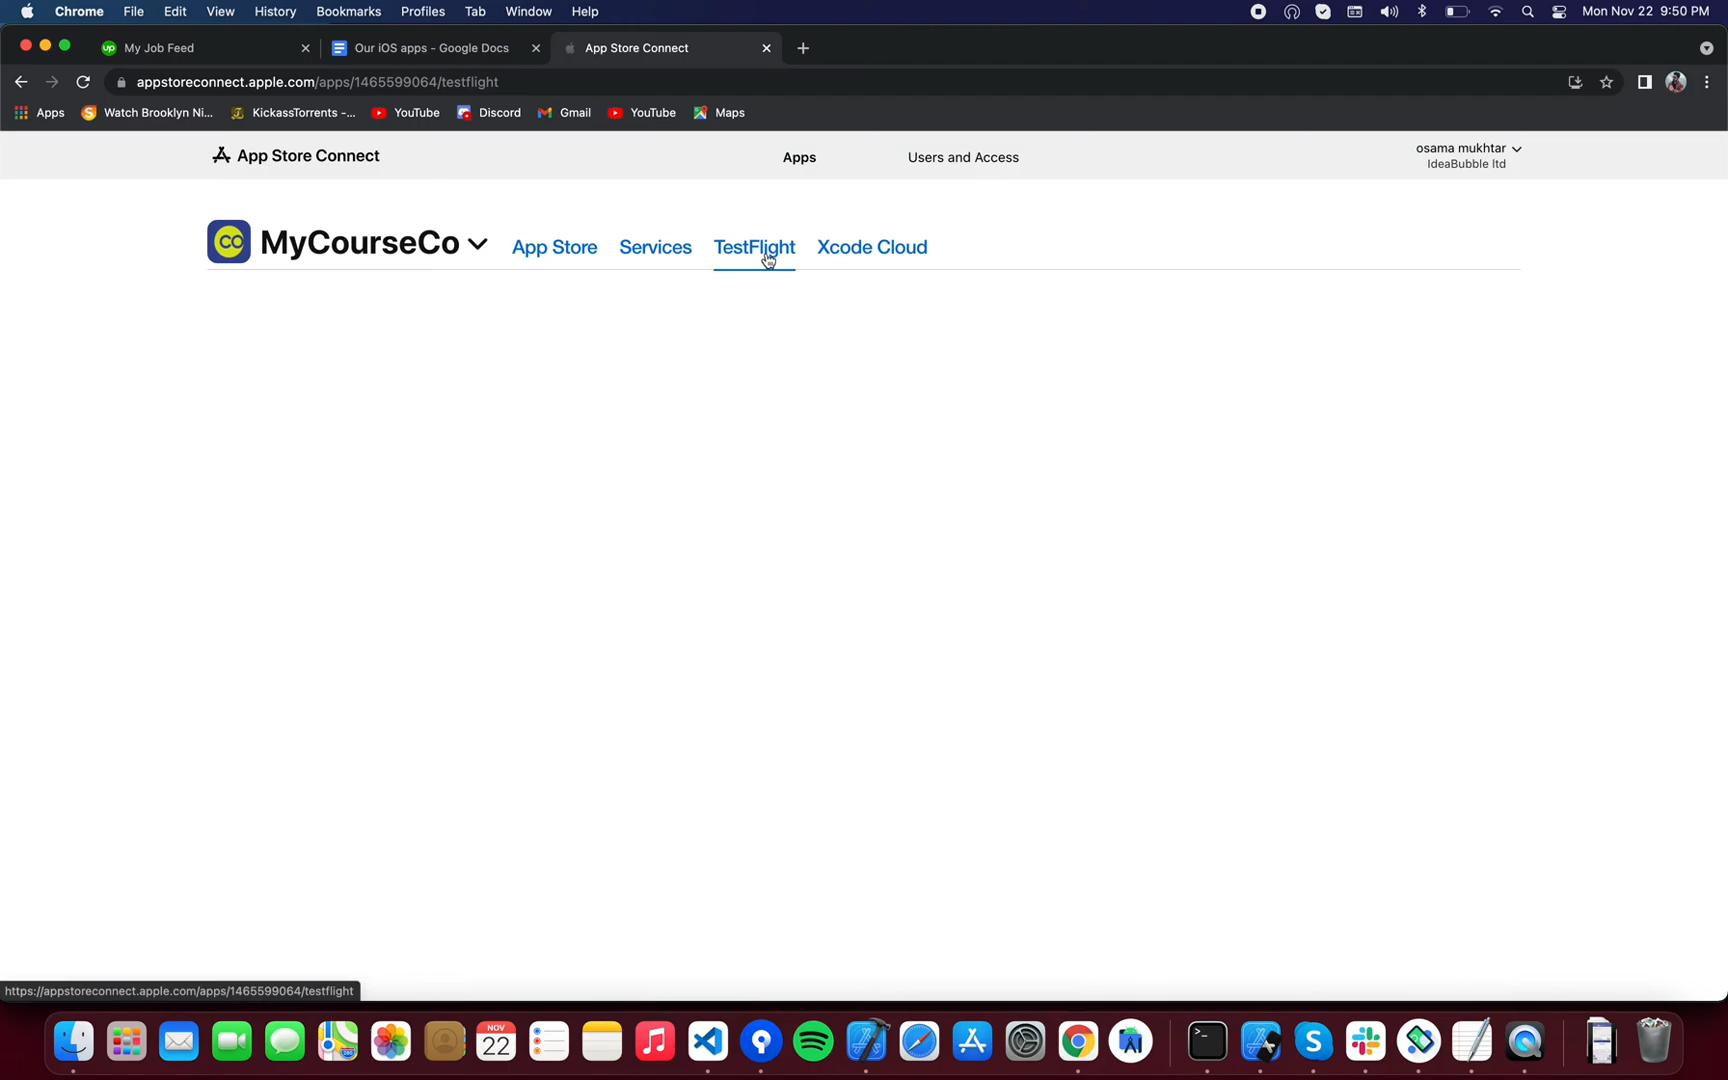 Chrome File Edit View History Bookmarks Profiles Tab Window Help Mon Nov 22 9:50 PM
up My Job Feed Our iOS apps - Google Docs App Store Connect
appstoreconnect.apple.com/apps/1465599064/testflight
Apps Watch Brooklyn Ni... KickassTorrents -... YouTube Discord Gmail YouTube Maps
App Store Connect Apps Users and Access osama mukhtar
IdeaBubble ltd
CO MyCourseCo App Store Services TestFlight Xcode Cloud
https://appstoreconnect.apple.com/apps/1465599064/testflight
NOV
22